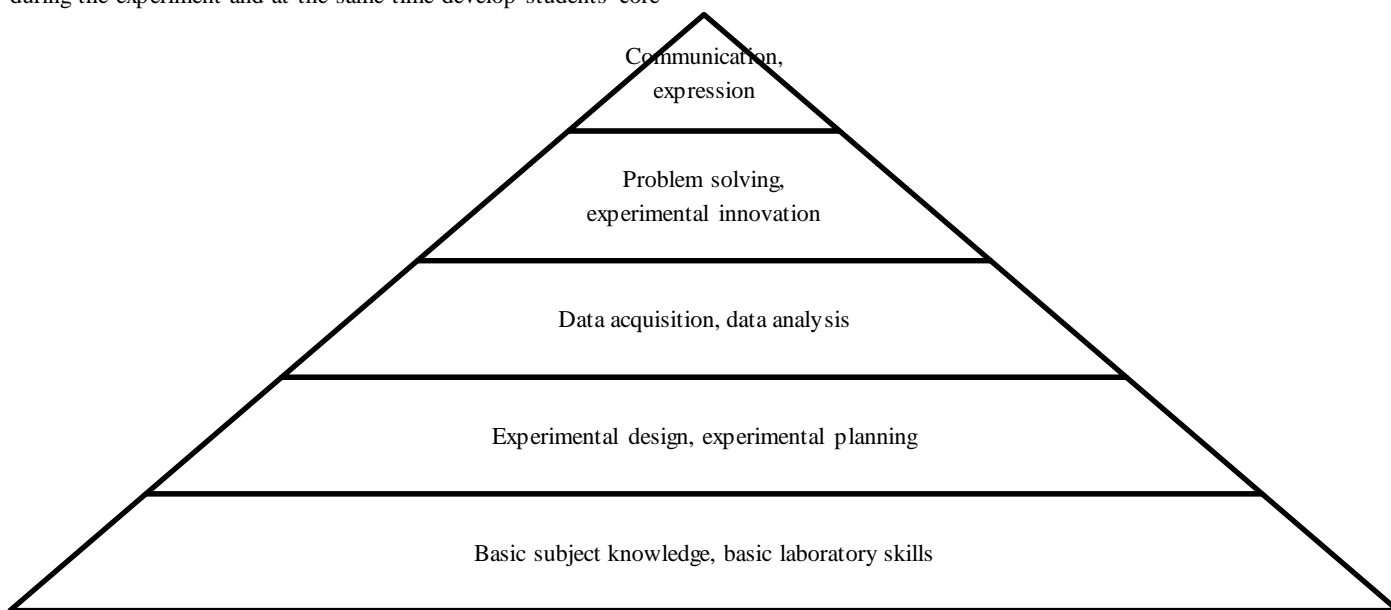 during the experiment and at the same time develop students' core
Communication,
expression
Problem solving,
experimental innovation
Data acquisition, data analysis
Experimental design, experimental planning
Basic subject knowledge, basic laboratory skills